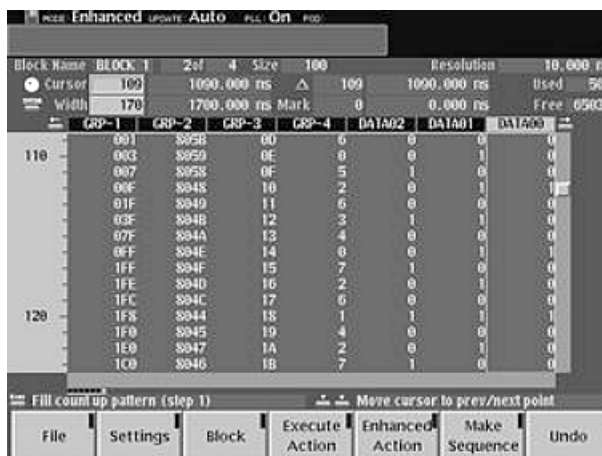 MODE: Enhanced UPDATE: Auto PLL: On POD:
Block Name BLOCK 1 2of 4 Size 100 Resolution 10.000 n
Cursor 109 1090.000 ns Δ 109 1090.000 ns Used 50
Width 170 1700.000 ns Mark 0 0.000 ns Free 6503
GRP-1 GRP-2 GRP-3 GRP-4 DATA02 DATA01 DATA00
001 805B 0D 6 0 0 0
110 003 8059 0E 0 0 1 0
007 8058 0F 5 1 0 0
00F 8048 10 2 0 1 1
01F 8049 11 6 0 0 0
03F 804B 12 3 1 1 0
07F 804A 13 4 0 0 0
0FF 804E 14 0 0 1 1
1FF 804F 15 7 1 0 0
1FE 804D 16 2 0 1 0
1FC 804C 17 6 0 0 0
120 1F8 8044 18 1 1 1 1
1F0 8045 19 4 0 0 0
1E0 8047 1A 2 0 1 0
1C0 8046 1B 7 1 0 0
Fill count up pattern (step 1) Move cursor to prev/next point
File Settings Block Execute Action Enhanced Action Make Sequence Undo